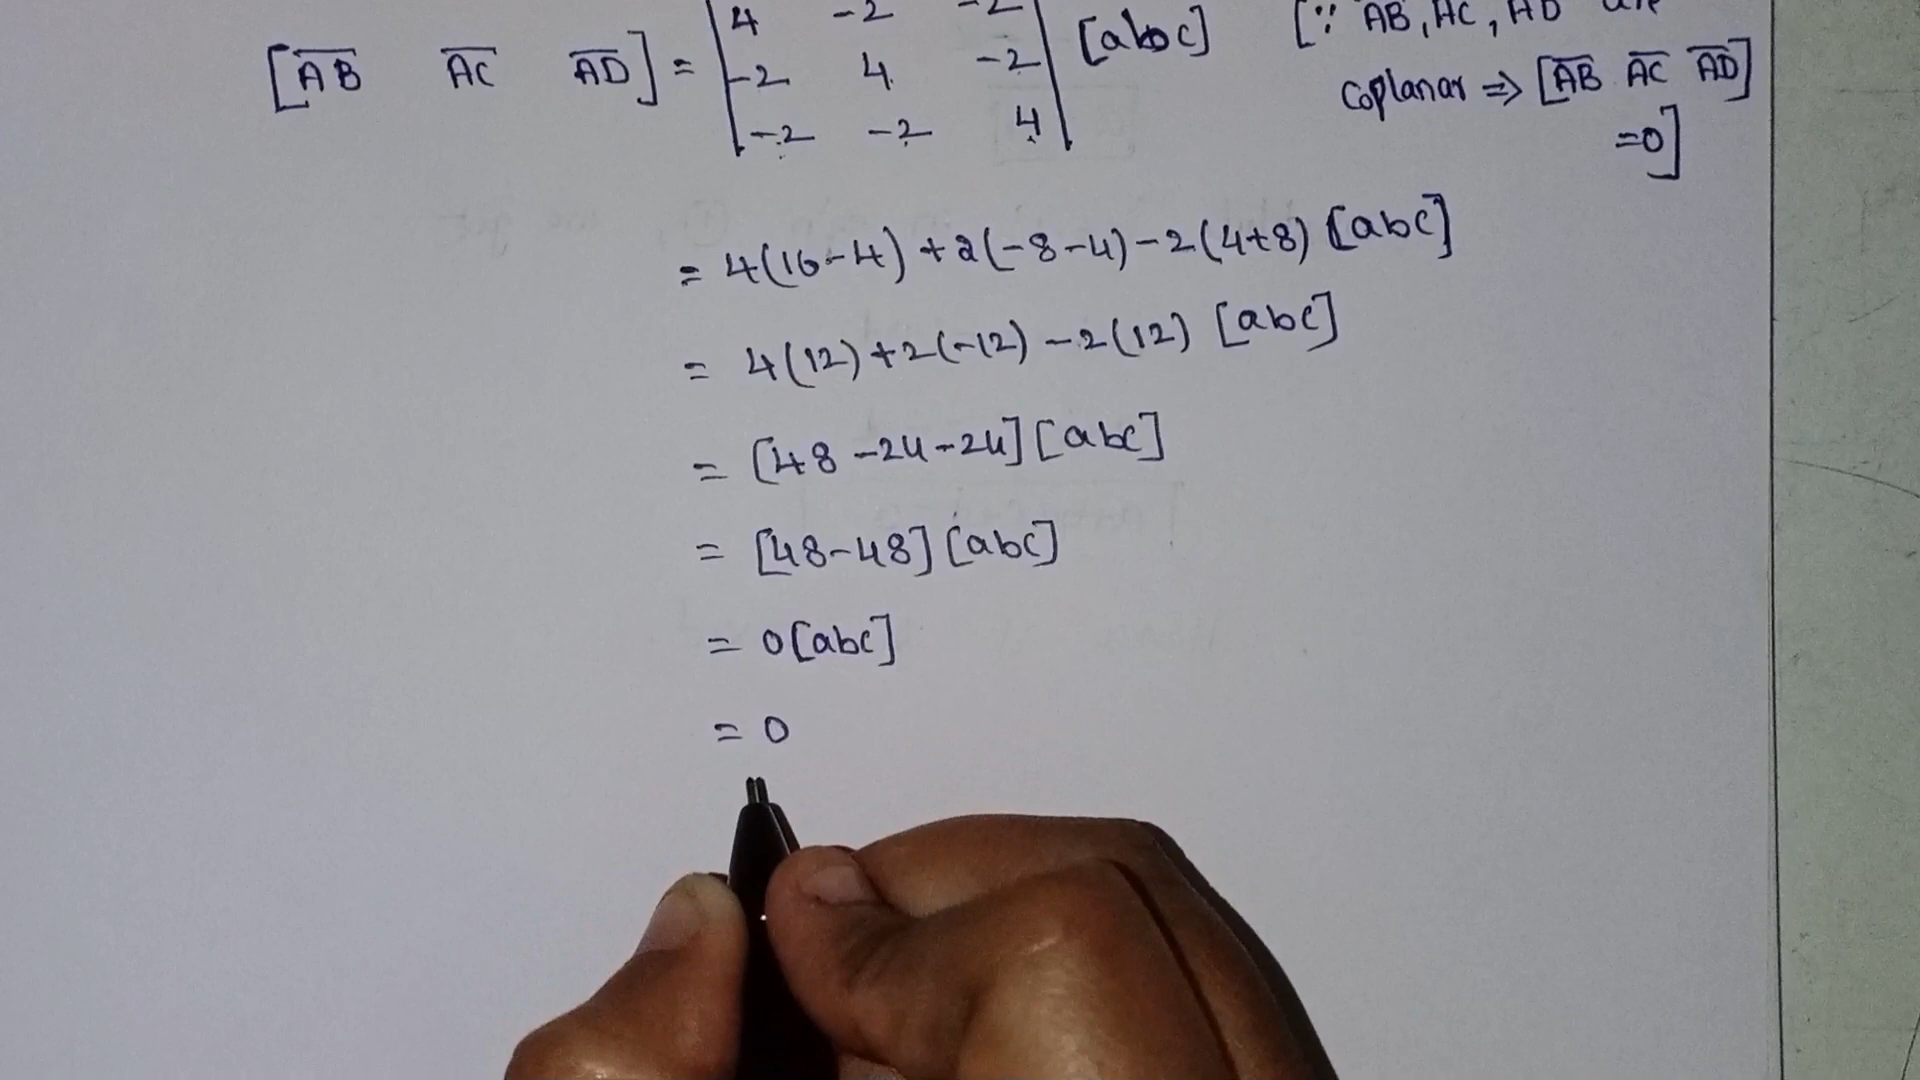 4 -2 -2
[AB AC AD] = -2 4 -2 [abc] [∵ AB, AC, AD are
-2 -2 4 coplanar ⇒ [AB AC AD]
=0]
= 4(16-4) +2(-8-4) -2(4+8) [abc]
= 4(12) +2(-12) -2(12) [abc]
= [48 -24 -24] [abc]
= [48-48] [abc]
= 0[abc]
= 0